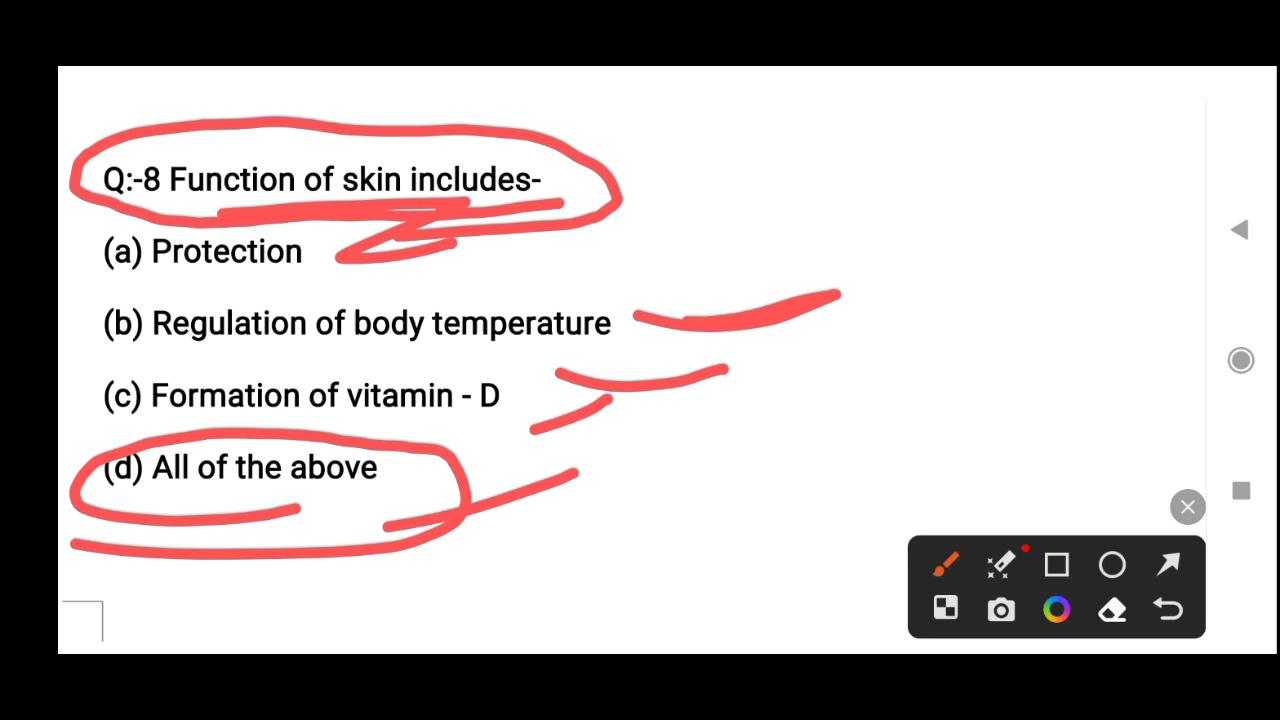 Q:-8 Function of skin includes-
(a) Protection
(b) Regulation of body temperature
(c) Formation of vitamin - D
(d) All of the above